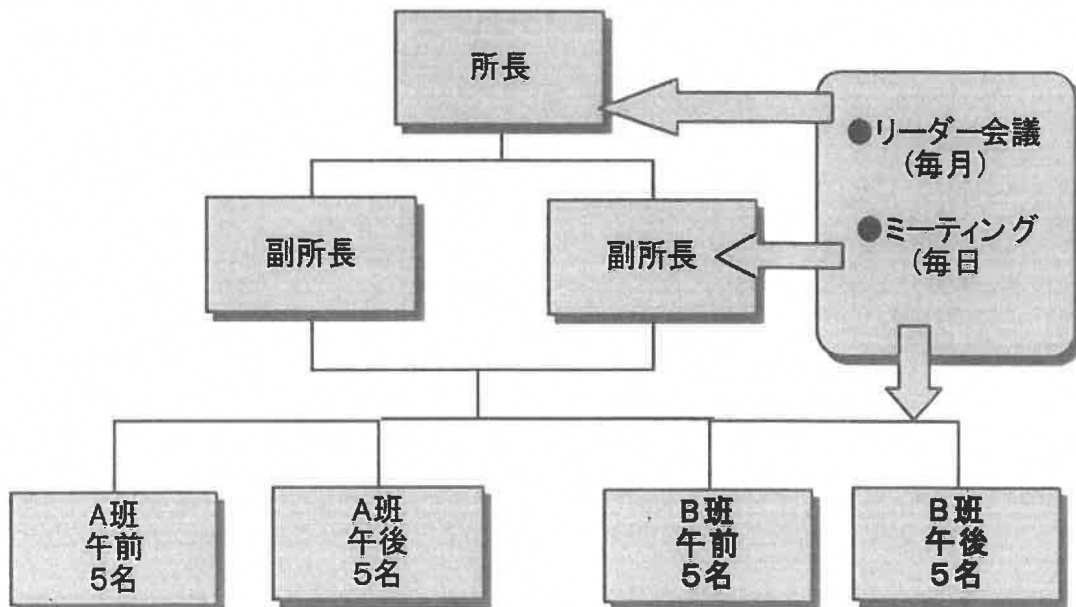 所長
●リーダー会議
(毎月)
副所長
副所長
●ミーティング
(毎日
A班
午前
5名
A班
午後
5名
B班
午前
5名
B班
午後
5名